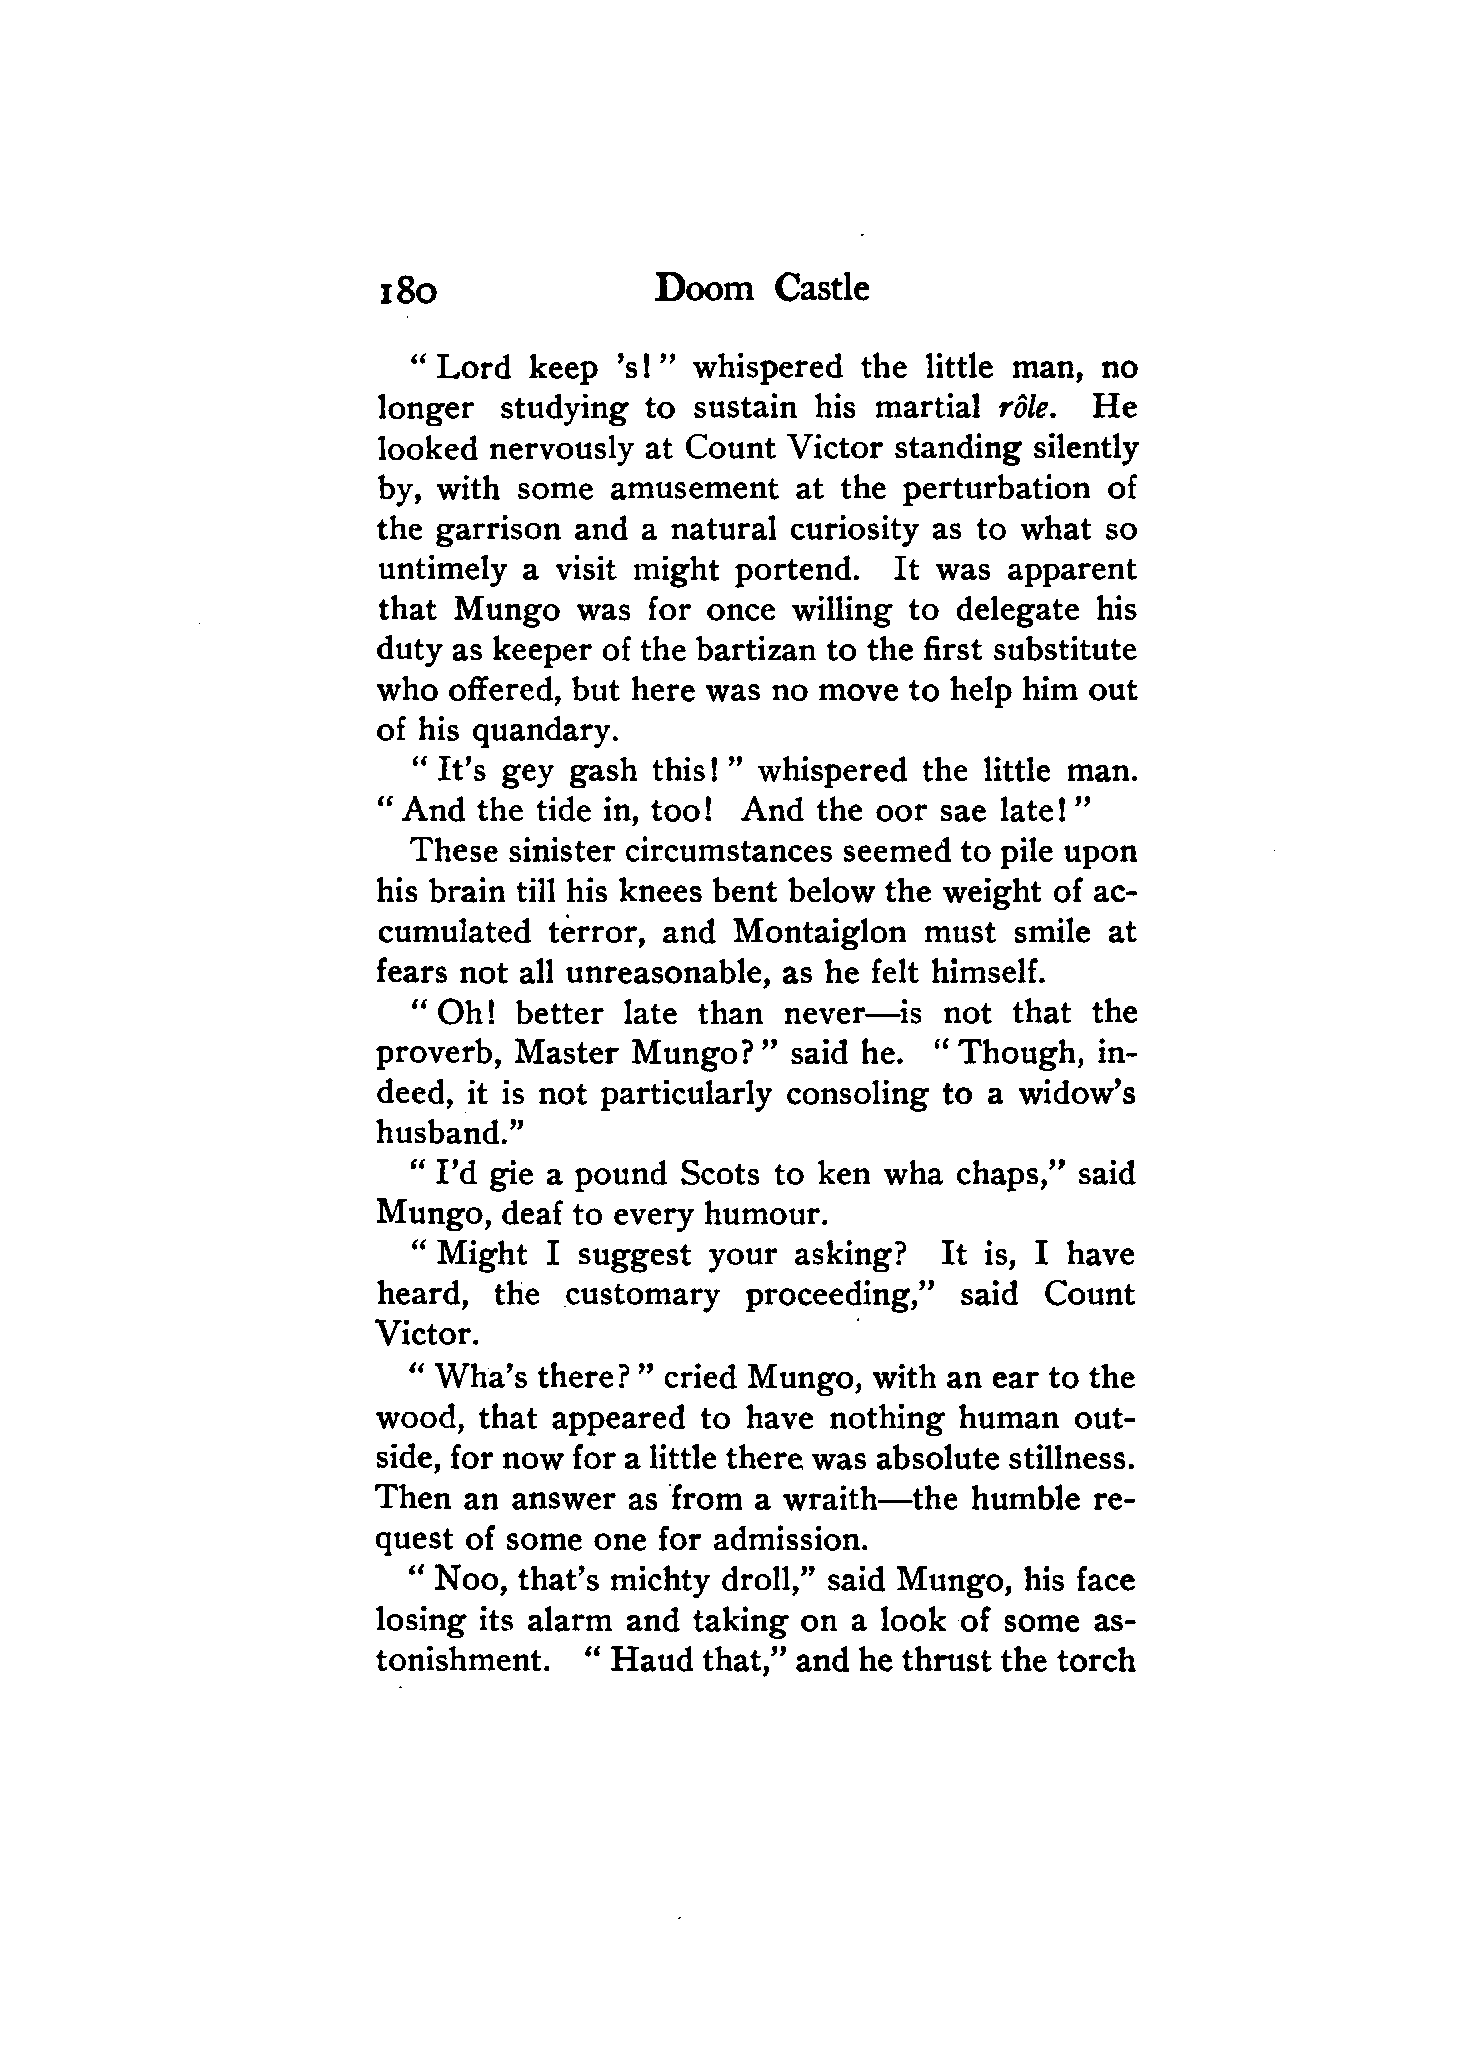 180 Doom Castle
" Lord keep 's! " whispered the little man, no
longer studying to sustain his martial rôle. He
looked nervously at Count Victor standing silently
by, with some amusement at the perturbation of
the garrison and a natural curiosity as to what so
untimely a visit might portend. It was apparent
that Mungo was for once willing to delegate his
duty as keeper of the bartizan to the first substitute
who offered, but here was no move to help him out
of his quandary.
" It's gey gash this! " whispered the little man.
" And the tide in, too! And the oor sae late! "
These sinister circumstances seemed to pile upon
his brain till his knees bent below the weight of ac-
cumulated terror, and Montaiglon must smile at
fears not all unreasonable, as he felt himself.
" Oh! better late than never—is not that the
proverb, Master Mungo? " said he. " Though, in-
deed, it is not particularly consoling to a widow's
husband."
" I'd gie a pound Scots to ken wha chaps," said
Mungo, deaf to every humour.
" Might I suggest your asking? It is, I have
heard, the customary proceeding," said Count
Victor.
" Wha's there? " cried Mungo, with an ear to the
wood, that appeared to have nothing human out-
side, for now for a little there was absolute stillness.
Then an answer as from a wraith—the humble re-
quest of some one for admission.
" Noo, that's michty droll," said Mungo, his face
losing its alarm and taking on a look of some as-
tonishment. " Haud that," and he thrust the torch